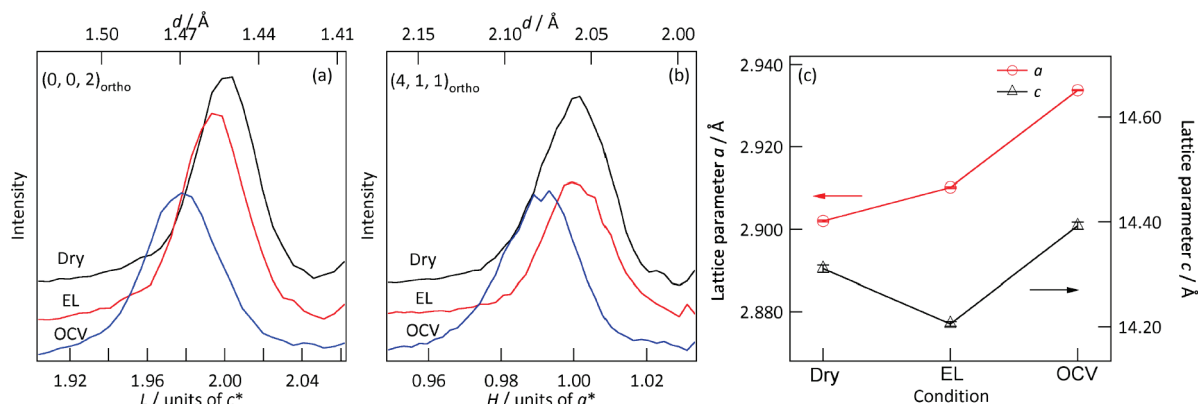 d / Å
1.50 1.47 1.44 1.41
(0, 0, 2)ortho
(a)
Intensity
Dry
EL
OCV
1.92 1.96 2.00 2.04
L / units of c*
d / Å
2.15 2.10 2.05 2.00
(4, 1, 1)ortho
(b)
Intensity
Dry
EL
OCV
0.96 0.98 1.00 1.02
H / units of a*
(c)
a
c
Lattice parameter a / Å
2.940
2.920
2.900
2.880
14.60
14.40
14.20
Lattice parameter c / Å
Dry EL OCV
Condition